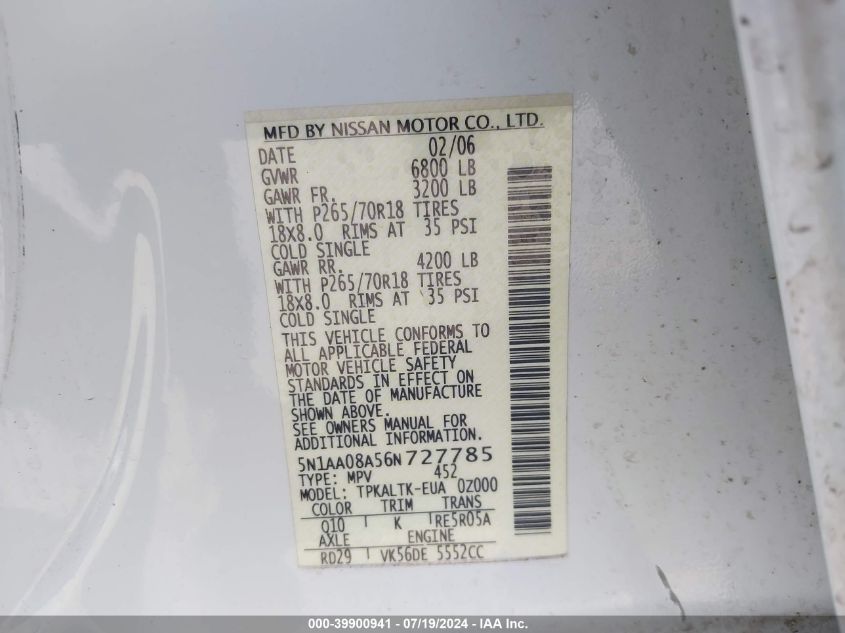 MFD BY NISSAN MOTOR CO., LTD.
DATE 02/06
GVWR 6800 LB
GAWR FR. 3200 LB
WITH P265/70R18 TIRES
18X8.0 RIMS AT 35 PSI
COLD SINGLE
GAWR RR. 4200 LB
WITH P265/70R18 TIRES
18X8.0 RIMS AT 35 PSI
COLD SINGLE
THIS VEHICLE CONFORMS TO
ALL APPLICABLE FEDERAL
MOTOR VEHICLE SAFETY
STANDARDS IN EFFECT ON
THE DATE OF MANUFACTURE
SHOWN ABOVE.
SEE OWNERS MANUAL FOR
ADDITIONAL INFORMATION.
5N1AA08A56N727785
TYPE: MPV 452
MODEL: TPKALTK-EUA 0Z000
COLOR TRIM TRANS
Q10 K RE5R05A
AXLE ENGINE
RD29 VK56DE 5552CC
000-39900941 / 07/19/2024 - IAA Inc.